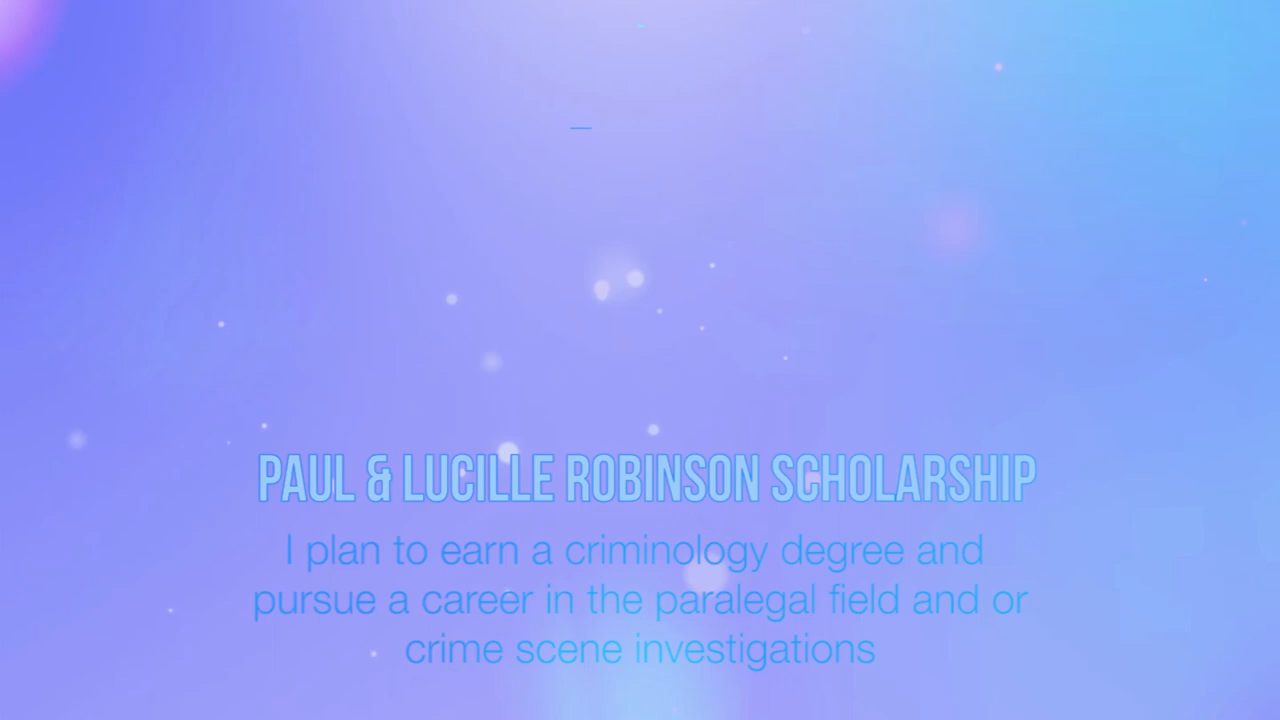 PAUL & LUCILLE ROBINSON SCHOLARSHIP
I plan to earn a criminology degree and
pursue a career in the paralegal field and or
crime scene investigations